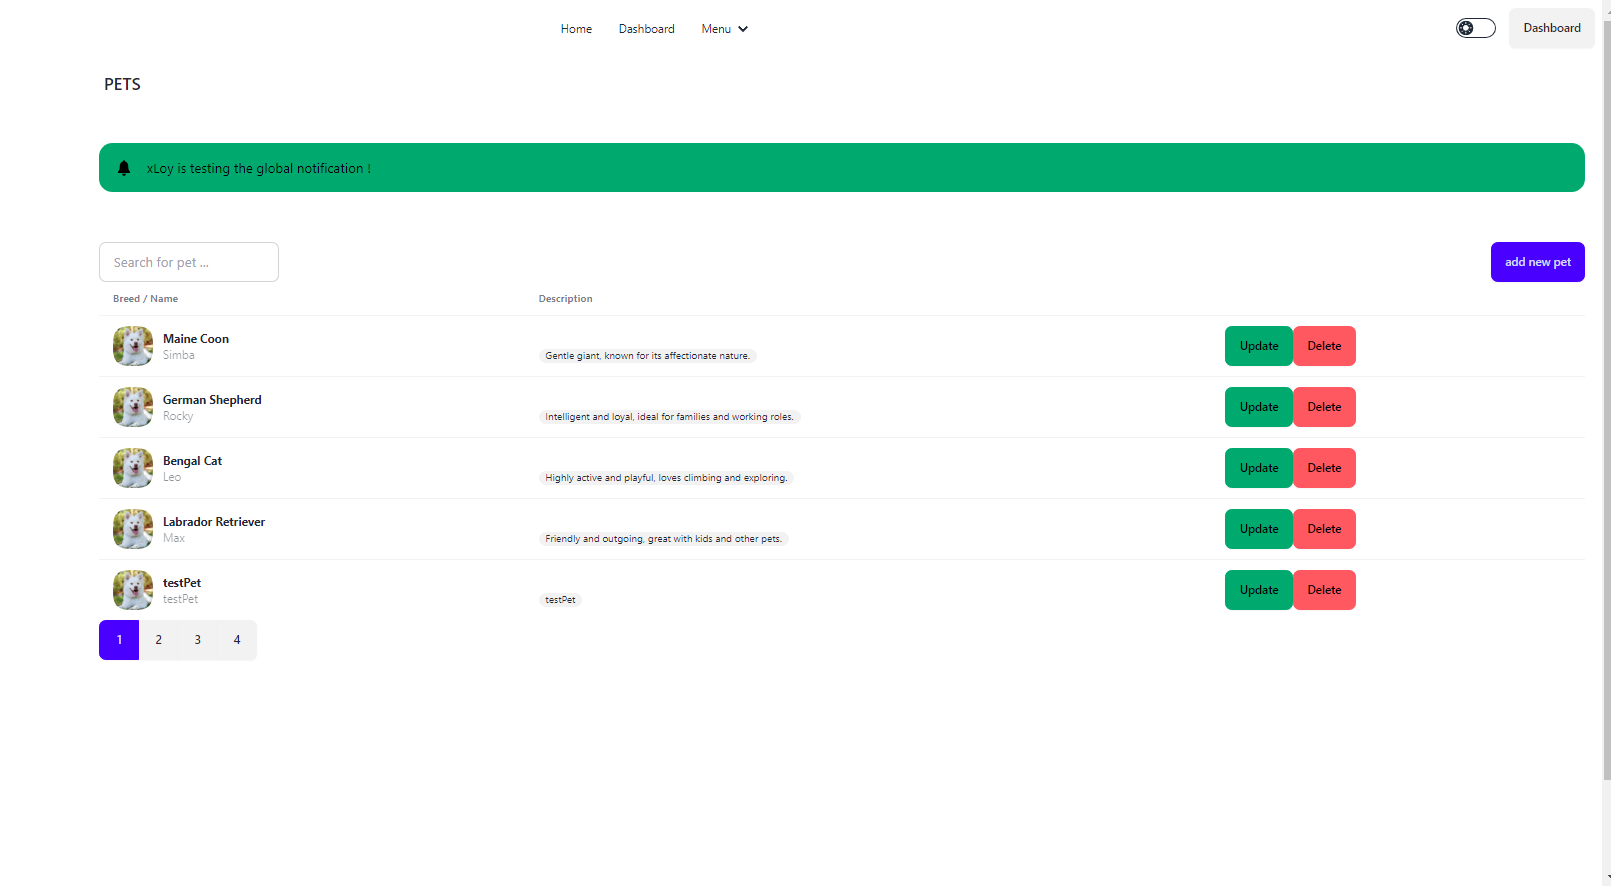 Home Dashboard Menu Dashboard
PETS
xLoy is testing the global notification !
Search for pet ... add new pet
Breed / Name Description
Maine Coon
Simba
Gentle giant, known for its affectionate nature.
Update Delete
German Shepherd
Rocky
Intelligent and loyal, ideal for families and working roles.
Update Delete
Bengal Cat
Leo
Highly active and playful, loves climbing and exploring.
Update Delete
Labrador Retriever
Max
Friendly and outgoing, great with kids and other pets.
Update Delete
testPet
testPet
testPet
Update Delete
1 2 3 4